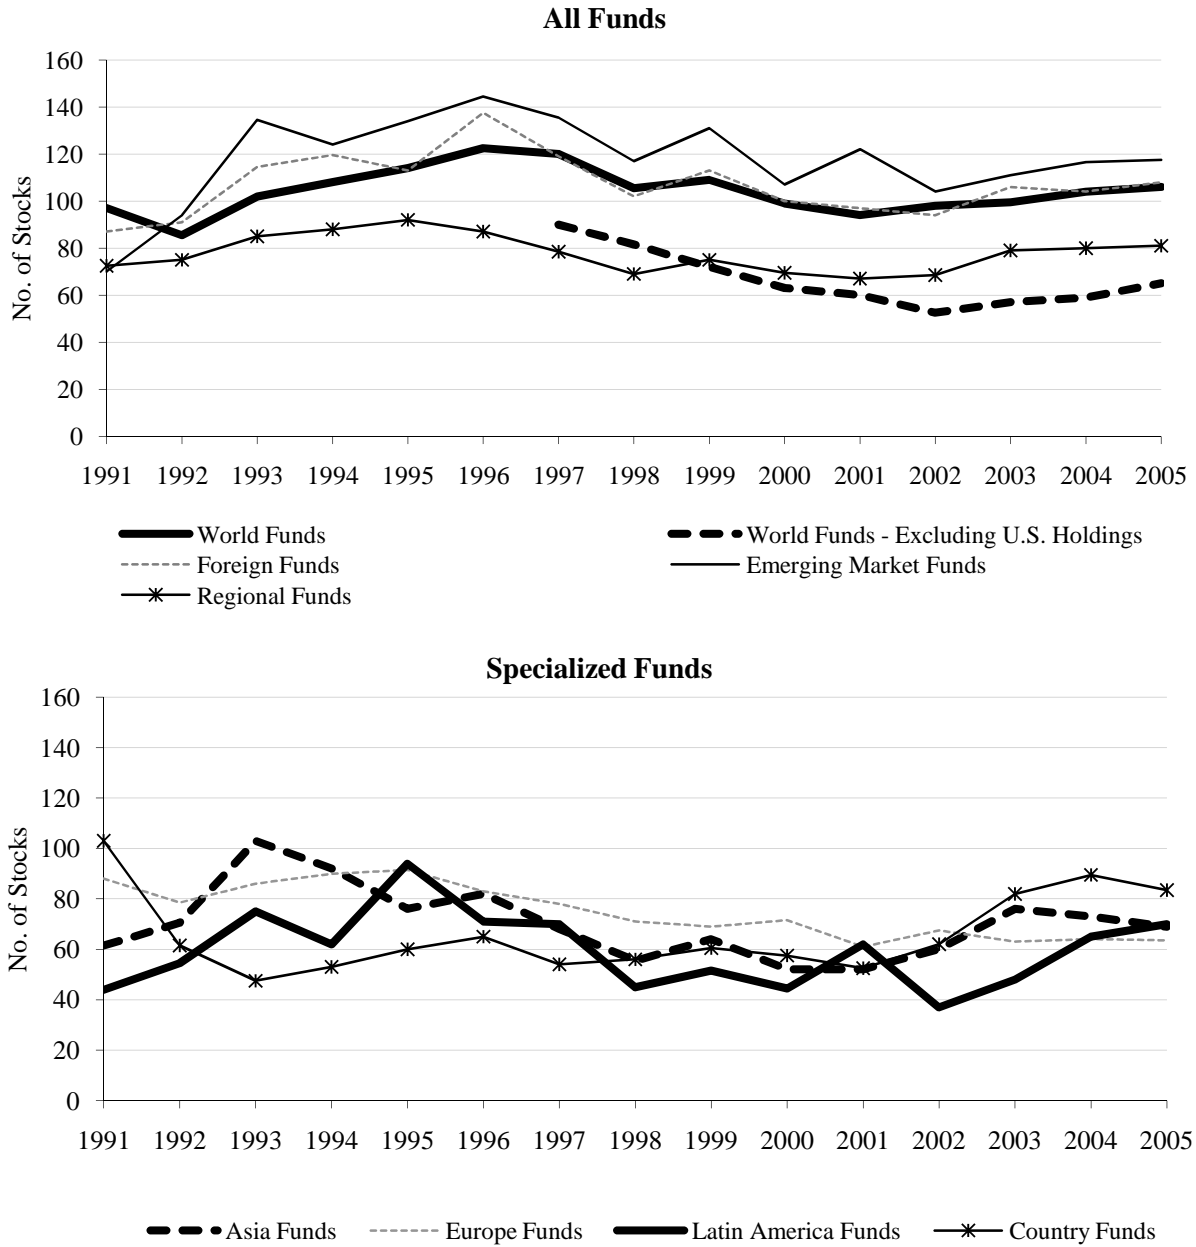 All Funds
160
140
120
100
80
60
40
20
0
No. of Stocks
1991 1992 1993 1994 1995 1996 1997 1998 1999 2000 2001 2002 2003 2004 2005
World Funds
World Funds - Excluding U.S. Holdings
Foreign Funds
Emerging Market Funds
Regional Funds
Specialized Funds
160
140
120
100
80
60
40
20
0
No. of Stocks
1991 1992 1993 1994 1995 1996 1997 1998 1999 2000 2001 2002 2003 2004 2005
Asia Funds Europe Funds Latin America Funds Country Funds